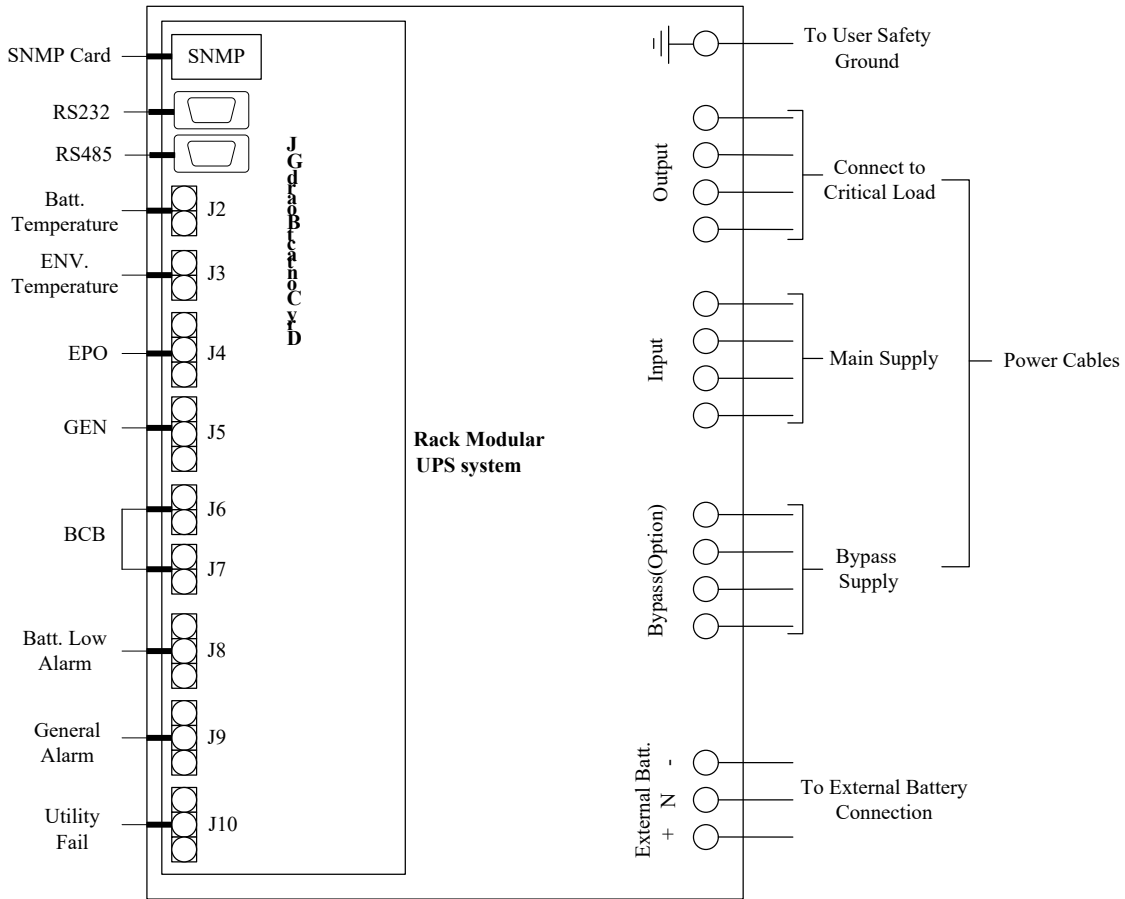 SNMP Card
SNMP
RS232
RS485
Batt.
Temperature
J2
ENV.
Temperature
J3
EPO
J4
GEN
J5
BCB
J6
J7
Batt. Low
Alarm
J8
General
Alarm
J9
Utility
Fail
J10
JGdraoBtcatnoCyrD
Rack Modular
UPS system
To User Safety
Ground
Output
Connect to
Critical Load
Input
Main Supply
Power Cables
Bypass(Option)
Bypass
Supply
External Batt.
+ N -
To External Battery
Connection